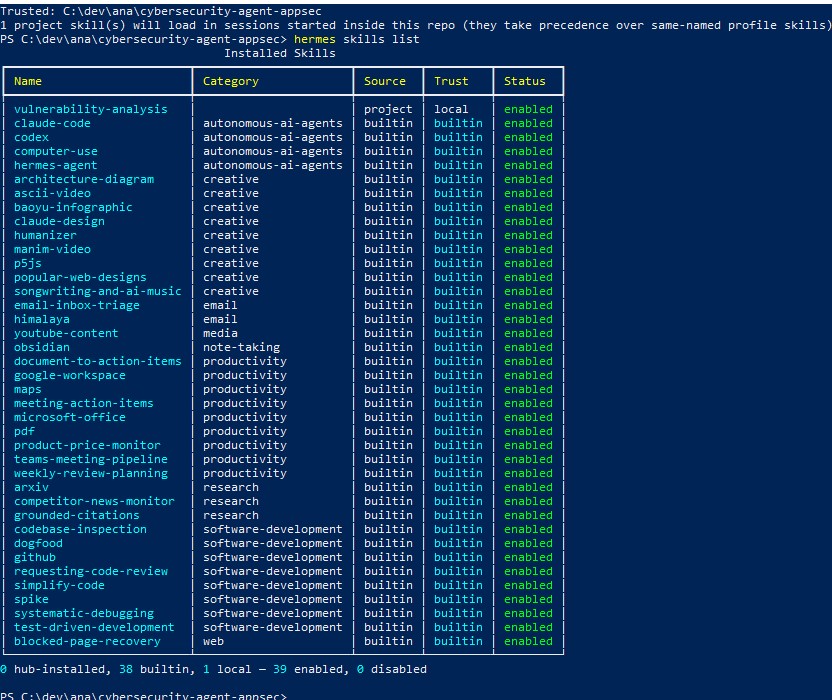 Trusted: C:\dev\ana\cybersecurity-agent-appsec
1 project skill(s) will load in sessions started inside this repo (they take precedence over same-named profile skills)
PS C:\dev\ana\cybersecurity-agent-appsec> hermes skills list
Installed Skills
Name Category Source Trust Status
vulnerability-analysis project local enabled
claude-code autonomous-ai-agents builtin builtin enabled
codex autonomous-ai-agents builtin builtin enabled
computer-use autonomous-ai-agents builtin builtin enabled
hermes-agent autonomous-ai-agents builtin builtin enabled
architecture-diagram creative builtin builtin enabled
ascii-video creative builtin builtin enabled
baoyu-infographic creative builtin builtin enabled
claude-design creative builtin builtin enabled
humanizer creative builtin builtin enabled
manim-video creative builtin builtin enabled
p5js creative builtin builtin enabled
popular-web-designs creative builtin builtin enabled
songwriting-and-ai-music creative builtin builtin enabled
email-inbox-triage email builtin builtin enabled
himalaya email builtin builtin enabled
youtube-content media builtin builtin enabled
obsidian note-taking builtin builtin enabled
document-to-action-items productivity builtin builtin enabled
google-workspace productivity builtin builtin enabled
maps productivity builtin builtin enabled
meeting-action-items productivity builtin builtin enabled
microsoft-office productivity builtin builtin enabled
pdf productivity builtin builtin enabled
product-price-monitor productivity builtin builtin enabled
teams-meeting-pipeline productivity builtin builtin enabled
weekly-review-planning productivity builtin builtin enabled
arxiv research builtin builtin enabled
competitor-news-monitor research builtin builtin enabled
grounded-citations research builtin builtin enabled
codebase-inspection software-development builtin builtin enabled
dogfood software-development builtin builtin enabled
github software-development builtin builtin enabled
requesting-code-review software-development builtin builtin enabled
simplify-code software-development builtin builtin enabled
spike software-development builtin builtin enabled
systematic-debugging software-development builtin builtin enabled
test-driven-development software-development builtin builtin enabled
blocked-page-recovery web builtin builtin enabled
0 hub-installed, 38 builtin, 1 local — 39 enabled, 0 disabled
PS C:\dev\ana\cybersecurity-agent-appsec>